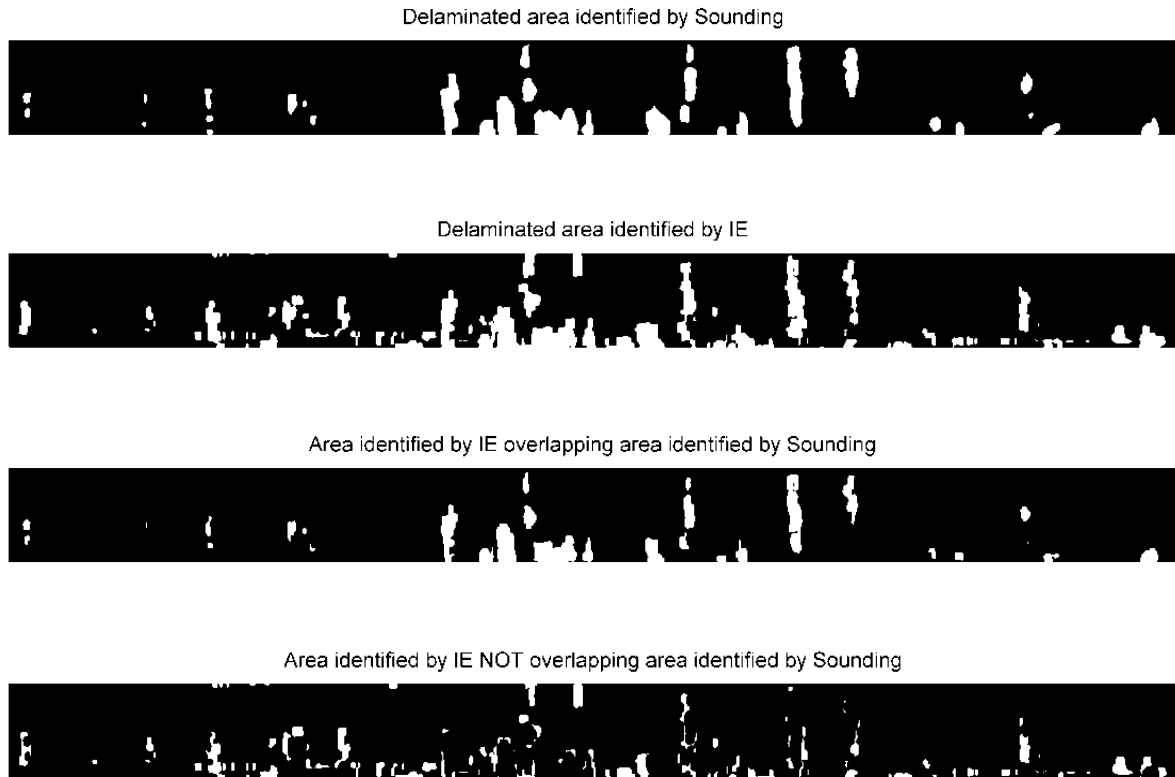 Delaminated area identified by Sounding
Delaminated area identified by IE
Area identified by IE overlapping area identified by Sounding
Area identified by IE NOT overlapping area identified by Sounding